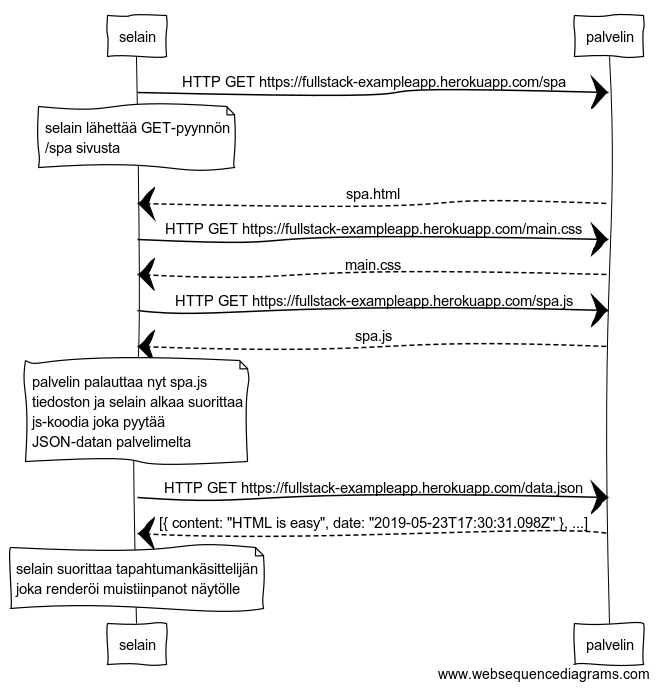 selain
palvelin
HTTP GET https://fullstack-exampleapp.herokuapp.com/spa
selain lähettää GET-pyynnön
/spa sivusta
spa.html
HTTP GET https://fullstack-exampleapp.herokuapp.com/main.css
main.css
HTTP GET https://fullstack-exampleapp.herokuapp.com/spa.js
spa.js
palvelin palauttaa nyt spa.js
tiedoston ja selain alkaa suorittaa
js-koodia joka pyytää
JSON-datan palvelimelta
HTTP GET https://fullstack-exampleapp.herokuapp.com/data.json
[{ content: "HTML is easy", date: "2019-05-23T17:30:31.098Z" }, ...]
selain suorittaa tapahtumankäsittelijän
joka renderöi muistiinpanot näytölle
selain
palvelin
www.websequencediagrams.com